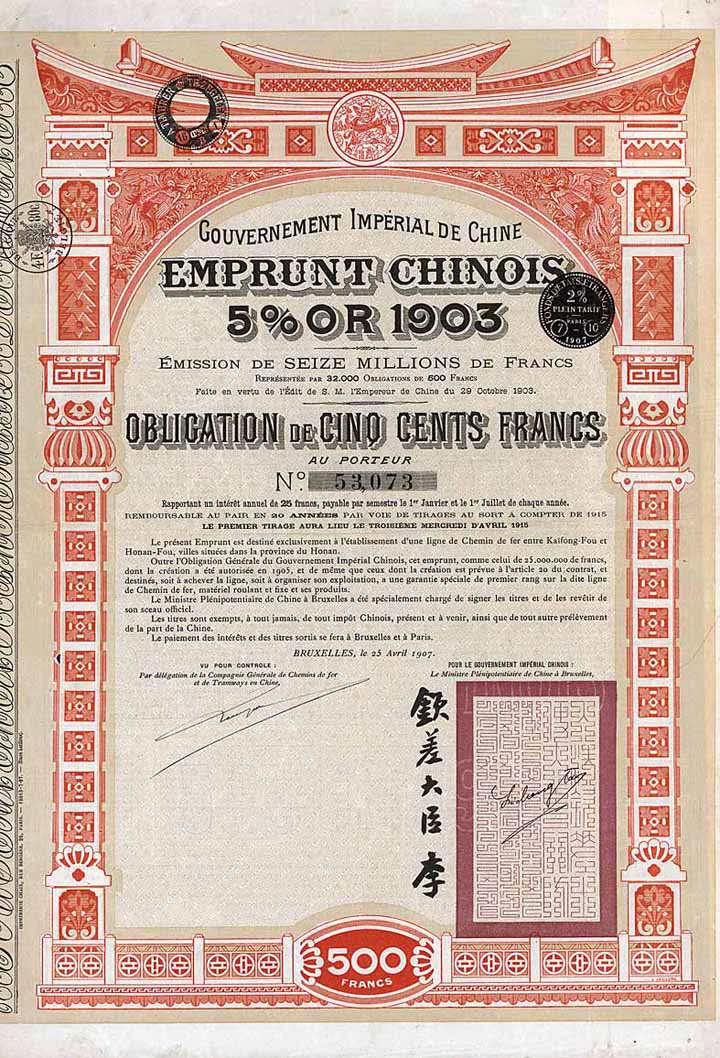 GOUVERNEMENT IMPÉRIAL DE CHINE
EMPRUNT CHINOIS
5% OR 1903
ÉMISSION DE SEIZE MILLIONS DE FRANCS
REPRÉSENTÉE PAR 32.000 OBLIGATIONS DE 500 FRANCS
Faite en vertu de l'Édit de S. M. l'Empereur de Chine du 29 Octobre 1903.
OBLIGATION DE CINQ CENTS FRANCS
AU PORTEUR
No. 53,073
Rapportant un intérêt annuel de 25 francs, payable par semestre le 1er Janvier et le 1er Juillet de chaque année.
REMBOURSABLE AU PAIR EN 20 ANNÉES PAR VOIE DE TIRAGES AU SORT A COMPTER DE 1915
LE PREMIER TIRAGE AURA LIEU LE TROISIÈME MERCREDI D'AVRIL 1915
Le présent Emprunt est destiné exclusivement à l'établissement d'une ligne de Chemin de fer entre Kaifong-Fou et
Honan-Fou, villes situées dans la province du Honan.
Outre l'Obligation Générale du Gouvernement Impérial Chinois, cet emprunt, comme celui de 25.000.000 de francs,
dont la création a été autorisée en 1905, et de même que ceux dont la création est prévue à l'article 20 du contrat, et
destinés, soit à achever la ligne, soit à organiser son exploitation, a une garantie spéciale de premier rang sur la dite ligne
de Chemin de fer, matériel roulant et fixe et ses produits.
Le Ministre Plénipotentiaire de Chine à Bruxelles a été spécialement chargé de signer les titres et de les revêtir de
son sceau officiel.
Les titres sont exempts, à tout jamais, de tout impôt Chinois, présent et à venir, ainsi que de tout autre prélèvement
de la part de la Chine.
Le paiement des intérêts et des titres sortis se fera à Bruxelles et à Paris.
BRUXELLES, le 25 Avril 1907.
VU POUR CONTROLE :
Par délégation de la Compagnie Générale de Chemins de fer
et de Tramways en Chine,
POUR LE GOUVERNEMENT IMPÉRIAL CHINOIS :
Le Ministre Plénipotentiaire de Chine à Bruxelles,
欽差大臣李
500
FRANCS
FONDS D'ÉTATS ÉTRANGERS
2%
PLEIN TARIF
PARIS
7 - 10
1907